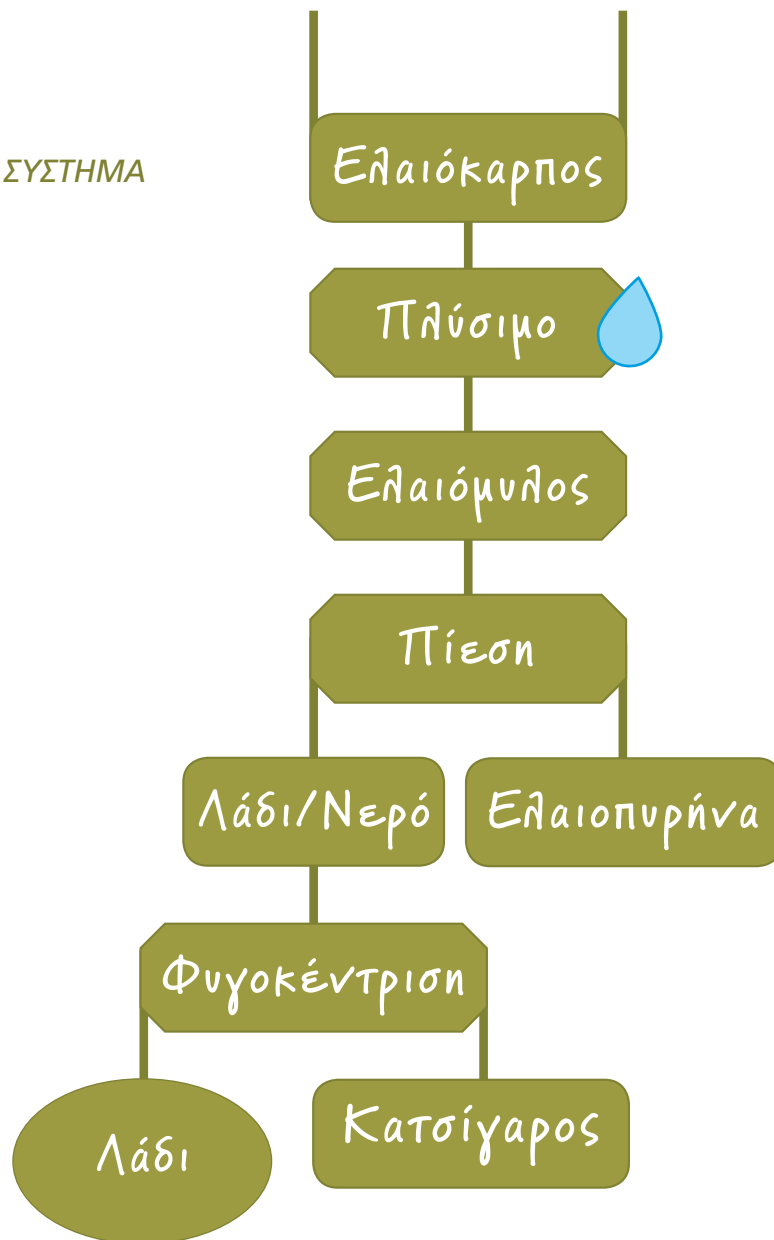 ΣΥΣΤΗΜΑ
Ελαιόκαρπος
Πλύσιμο
Ελαιόμυλος
Πίεση
Λάδι/Νερό
Ελαιοπυρήνα
Φυγοκέντριση
Λάδι
Κατσίγαρος